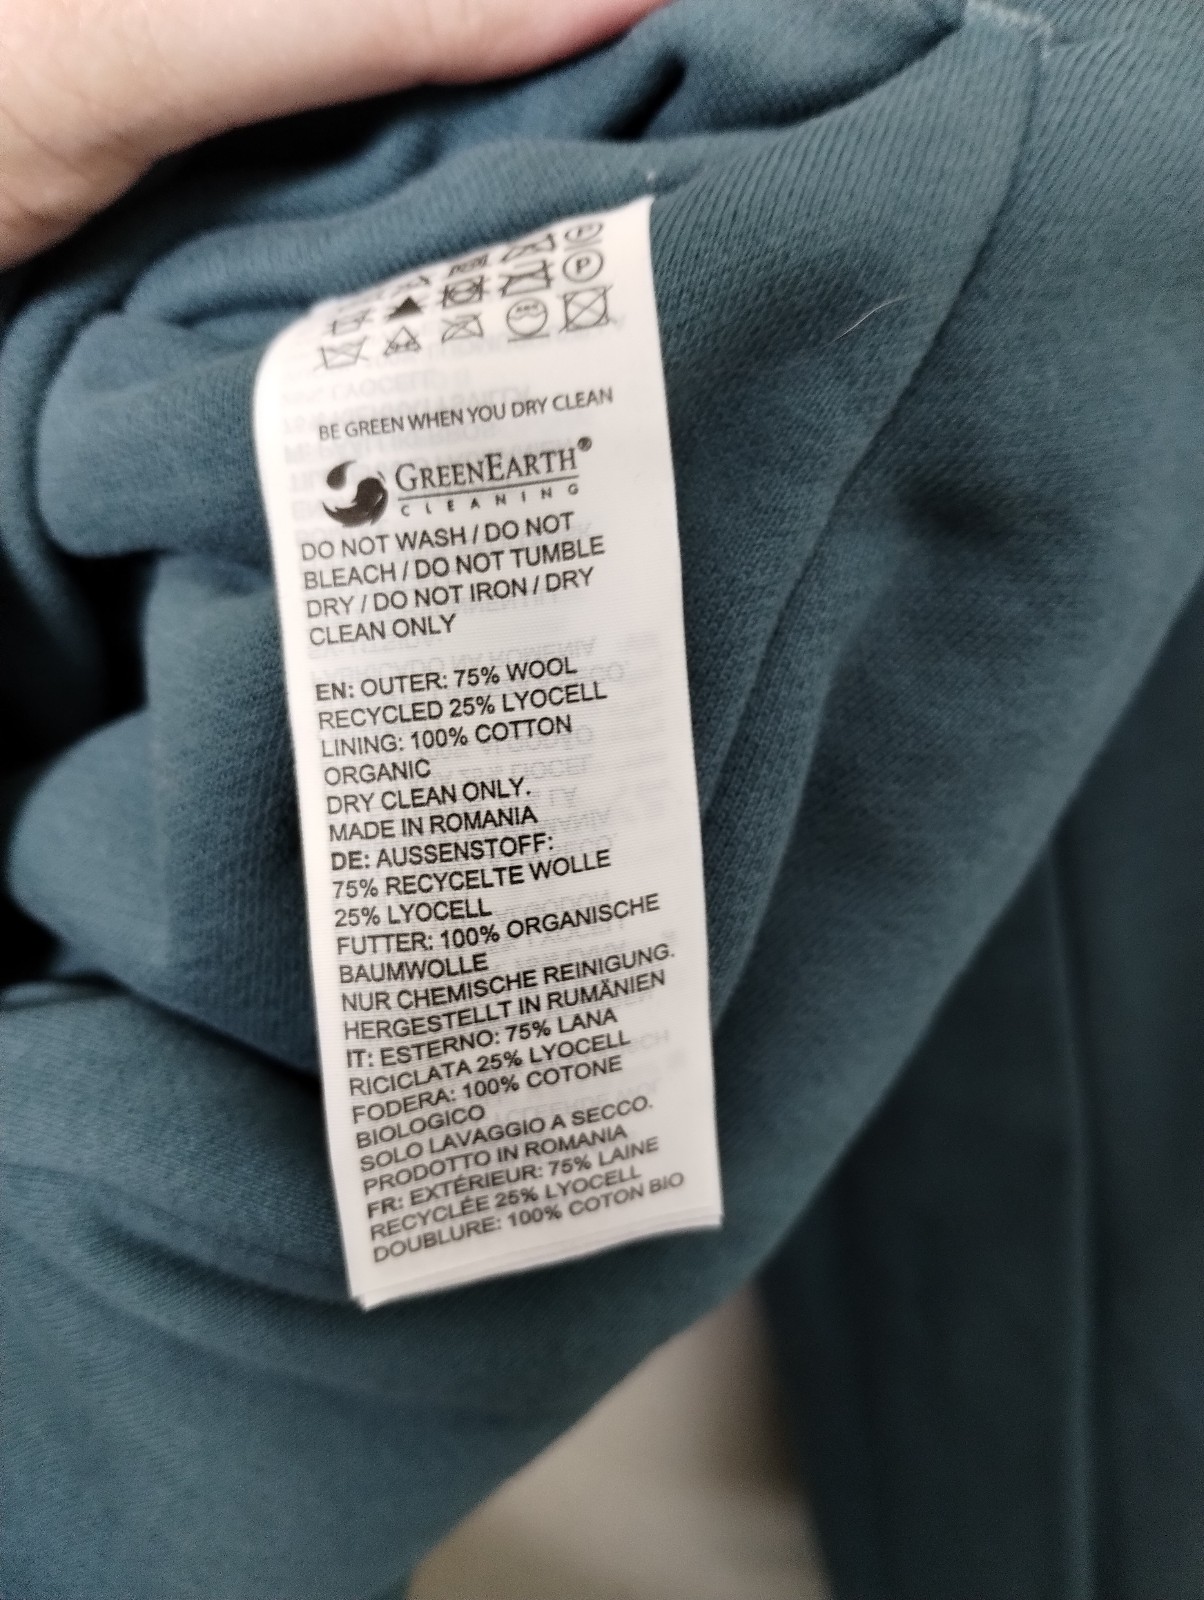 BE GREEN WHEN YOU DRY CLEAN
GREENEARTH®
CLEANING
DO NOT WASH / DO NOT
BLEACH / DO NOT TUMBLE
DRY / DO NOT IRON / DRY
CLEAN ONLY
EN: OUTER: 75% WOOL
RECYCLED 25% LYOCELL
LINING: 100% COTTON
ORGANIC
DRY CLEAN ONLY.
MADE IN ROMANIA
DE: AUSSENSTOFF:
75% RECYCELTE WOLLE
25% LYOCELL
FUTTER: 100% ORGANISCHE
BAUMWOLLE
NUR CHEMISCHE REINIGUNG.
HERGESTELLT IN RUMÄNIEN
IT: ESTERNO: 75% LANA
RICICLATA 25% LYOCELL
FODERA: 100% COTONE
BIOLOGICO
SOLO LAVAGGIO A SECCO.
PRODOTTO IN ROMANIA
FR: EXTÉRIEUR: 75% LAINE
RECYCLÉE 25% LYOCELL
DOUBLURE: 100% COTON BIO